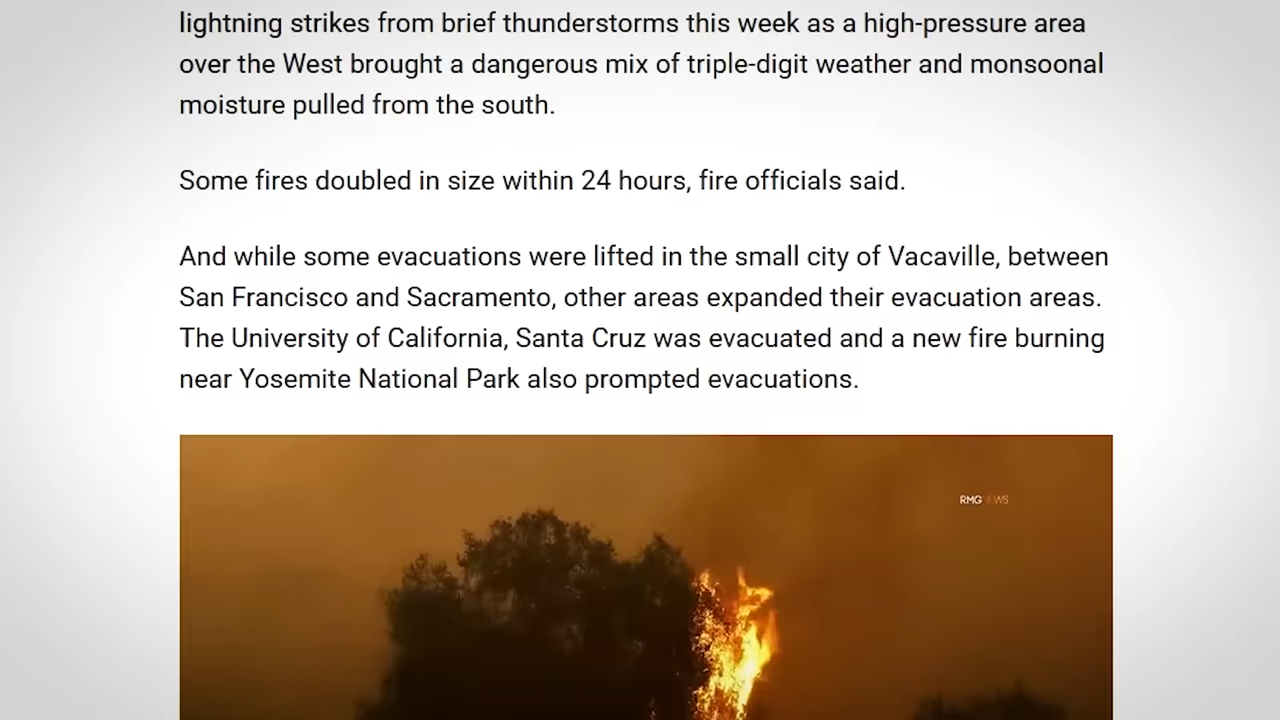 lightning strikes from brief thunderstorms this week as a high-pressure area
over the West brought a dangerous mix of triple-digit weather and monsoonal
moisture pulled from the south.
Some fires doubled in size within 24 hours, fire officials said.
And while some evacuations were lifted in the small city of Vacaville, between
San Francisco and Sacramento, other areas expanded their evacuation areas.
The University of California, Santa Cruz was evacuated and a new fire burning
near Yosemite National Park also prompted evacuations.
RMGNEWS